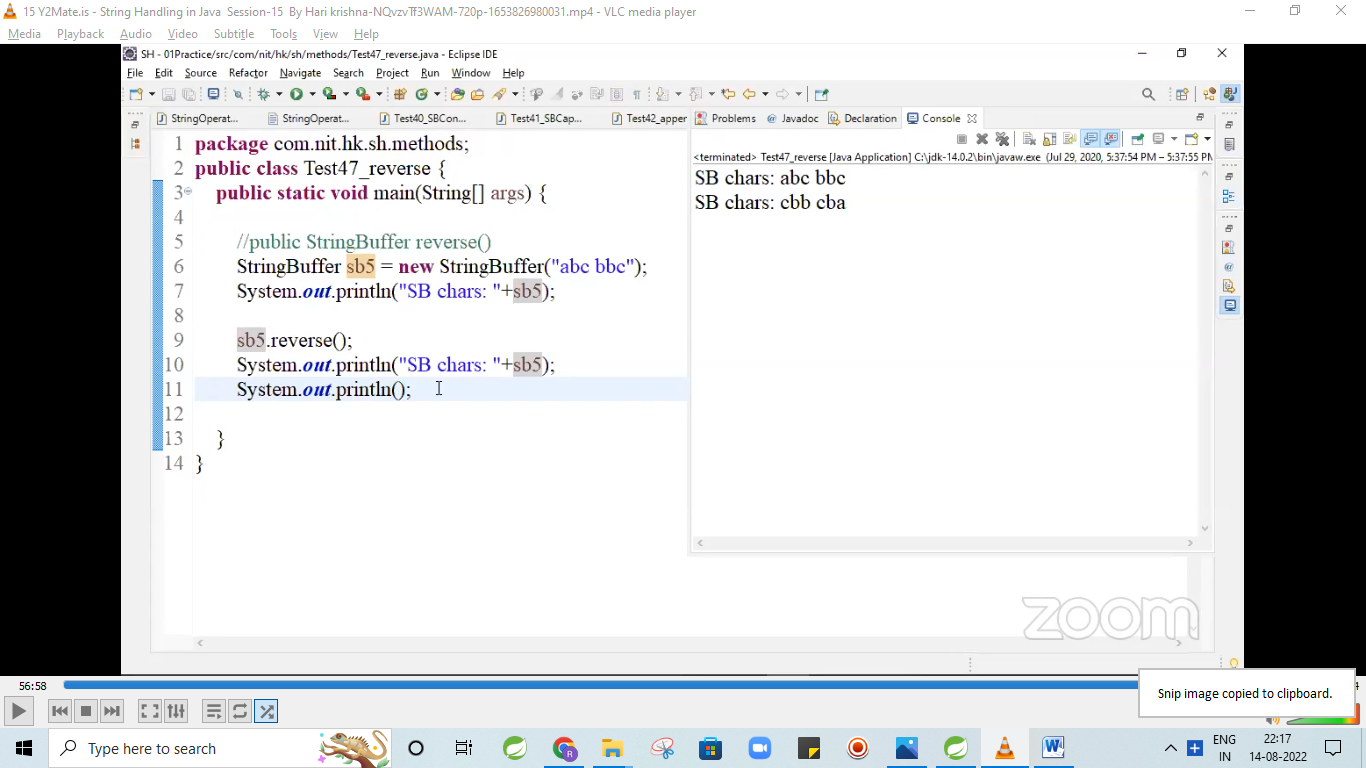 15 Y2Mate.is - String Handling in Java  Session-15  By Hari krishna-NQvzvTf3WAM-720p-1653826980031.mp4 - VLC media player
Media Playback Audio Video Subtitle Tools View Help
SH - 01Practice/src/com/nit/hk/sh/methods/Test47_reverse.java - Eclipse IDE
File Edit Source Refactor Navigate Search Project Run Window Help
StringOperat... StringOperat... Test40_SBCon... Test41_SBCap... Test42_apper Problems Javadoc Declaration Console
<terminated> Test47_reverse [Java Application] C:\jdk-14.0.2\bin\javaw.exe (Jul 29, 2020, 5:37:54 PM – 5:37:55 PM
1 package com.nit.hk.sh.methods;
2 public class Test47_reverse {
3 public static void main(String[] args) {
4
5 //public StringBuffer reverse()
6 StringBuffer sb5 = new StringBuffer("abc bbc");
7 System.out.println("SB chars: "+sb5);
8
9 sb5.reverse();
10 System.out.println("SB chars: "+sb5);
11 System.out.println();
12
13 }
14 }
SB chars: abc bbc
SB chars: cbb cba
zoom
56:58
Snip image copied to clipboard.
Type here to search
ENG
IN
22:17
14-08-2022